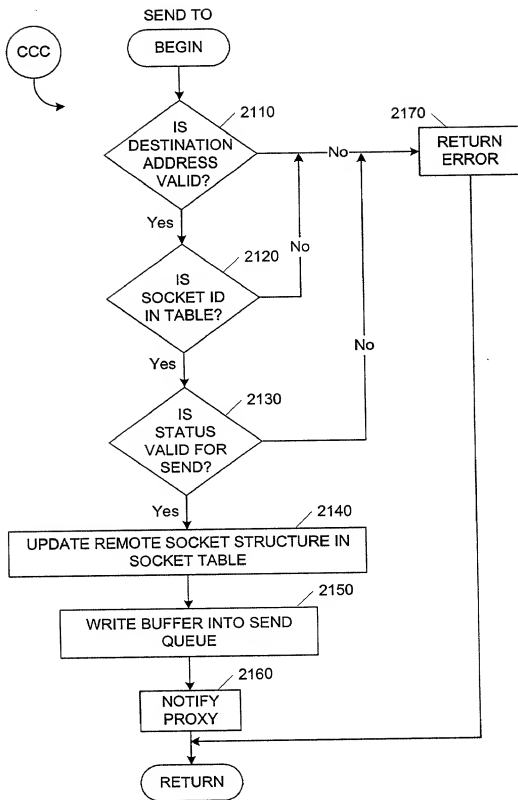 SEND TO
CCC
BEGIN
2110
IS
DESTINATION
ADDRESS
VALID?
No
2170
RETURN
ERROR
Yes
No
2120
IS
SOCKET ID
IN TABLE?
No
Yes
2130
IS
STATUS
VALID FOR
SEND?
Yes
2140
UPDATE REMOTE SOCKET STRUCTURE IN
SOCKET TABLE
2150
WRITE BUFFER INTO SEND
QUEUE
2160
NOTIFY
PROXY
RETURN